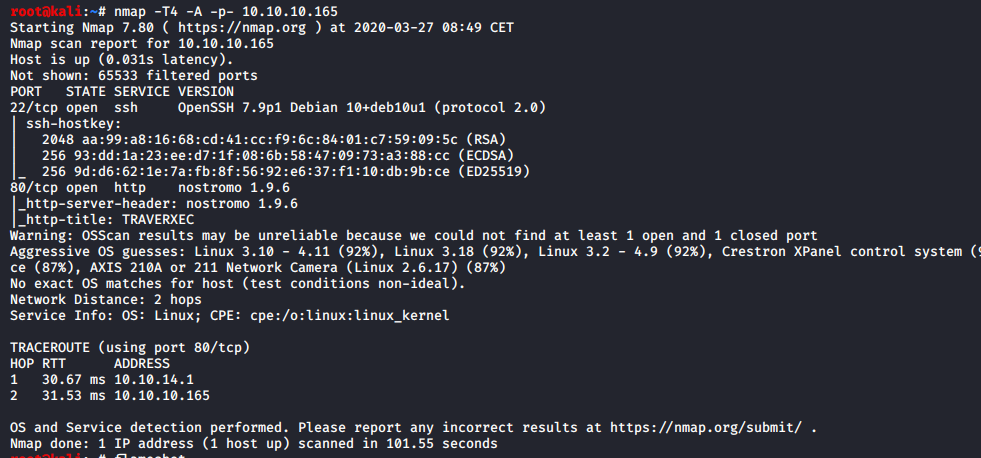 root@kali:~# nmap -T4 -A -p- 10.10.10.165
Starting Nmap 7.80 ( https://nmap.org ) at 2020-03-27 08:49 CET
Nmap scan report for 10.10.10.165
Host is up (0.031s latency).
Not shown: 65533 filtered ports
PORT   STATE SERVICE VERSION
22/tcp open  ssh     OpenSSH 7.9p1 Debian 10+deb10u1 (protocol 2.0)
| ssh-hostkey:
|   2048 aa:99:a8:16:68:cd:41:cc:f9:6c:84:01:c7:59:09:5c (RSA)
|   256 93:dd:1a:23:ee:d7:1f:08:6b:58:47:09:73:a3:88:cc (ECDSA)
|_  256 9d:d6:62:1e:7a:fb:8f:56:92:e6:37:f1:10:db:9b:ce (ED25519)
80/tcp open  http    nostromo 1.9.6
|_http-server-header: nostromo 1.9.6
|_http-title: TRAVERXEC
Warning: OSScan results may be unreliable because we could not find at least 1 open and 1 closed port
Aggressive OS guesses: Linux 3.10 - 4.11 (92%), Linux 3.18 (92%), Linux 3.2 - 4.9 (92%), Crestron XPanel control system
ce (87%), AXIS 210A or 211 Network Camera (Linux 2.6.17) (87%)
No exact OS matches for host (test conditions non-ideal).
Network Distance: 2 hops
Service Info: OS: Linux; CPE: cpe:/o:linux:linux_kernel
TRACEROUTE (using port 80/tcp)
HOP RTT      ADDRESS
1   30.67 ms 10.10.14.1
2   31.53 ms 10.10.10.165
OS and Service detection performed. Please report any incorrect results at https://nmap.org/submit/ .
Nmap done: 1 IP address (1 host up) scanned in 101.55 seconds